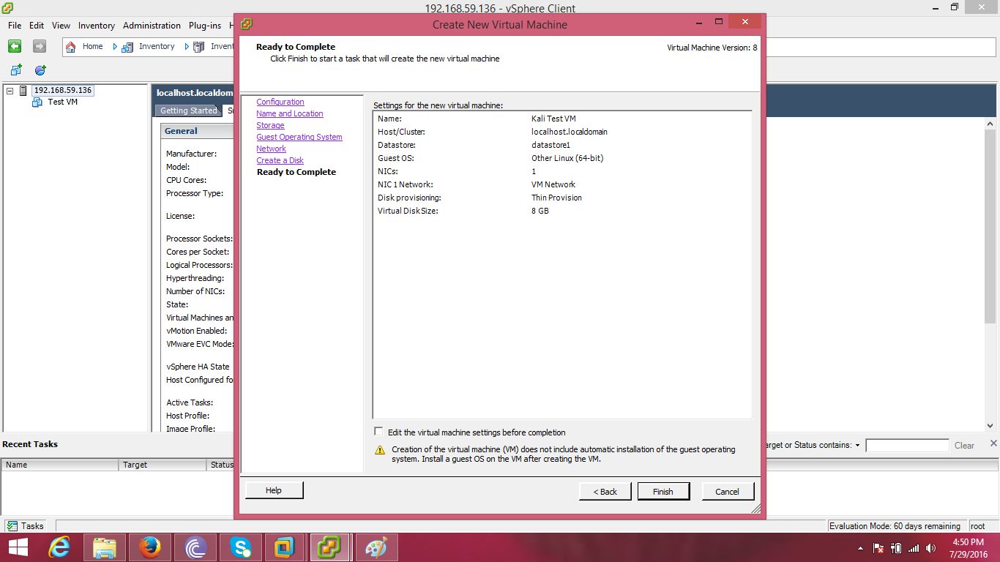 192.168.59.136 - vSphere Client
File Edit View Inventory Administration Plug-ins
Home Inventory
192.168.59.136
Test VM
localhost.localdom
Getting Started
General
Manufacturer:
Model:
CPU Cores:
Processor Type:
License:
Processor Sockets:
Cores per Socket:
Logical Processors:
Hyperthreading:
Number of NICs:
State:
Virtual Machines an
vMotion Enabled:
VMware EVC Mode:
vSphere HA State
Host Configured fo
Active Tasks:
Host Profile:
Image Profile:
Create New Virtual Machine
Ready to Complete
Click Finish to start a task that will create the new virtual machine
Virtual Machine Version: 8
Configuration
Name and Location
Storage
Guest Operating System
Network
Create a Disk
Ready to Complete
Settings for the new virtual machine:
Name: Kali Test VM
Host/Cluster: localhost.localdomain
Datastore: datastore1
Guest OS: Other Linux (64-bit)
NICs: 1
NIC 1 Network: VM Network
Disk provisioning: Thin Provision
Virtual Disk Size: 8 GB
Edit the virtual machine settings before completion
Creation of the virtual machine (VM) does not include automatic installation of the guest operating
system. Install a guest OS on the VM after creating the VM.
Help < Back Finish Cancel
Recent Tasks
arget or Status contains: Clear
Name Target Status
Tasks
Evaluation Mode: 60 days remaining root
4:50 PM
7/29/2016